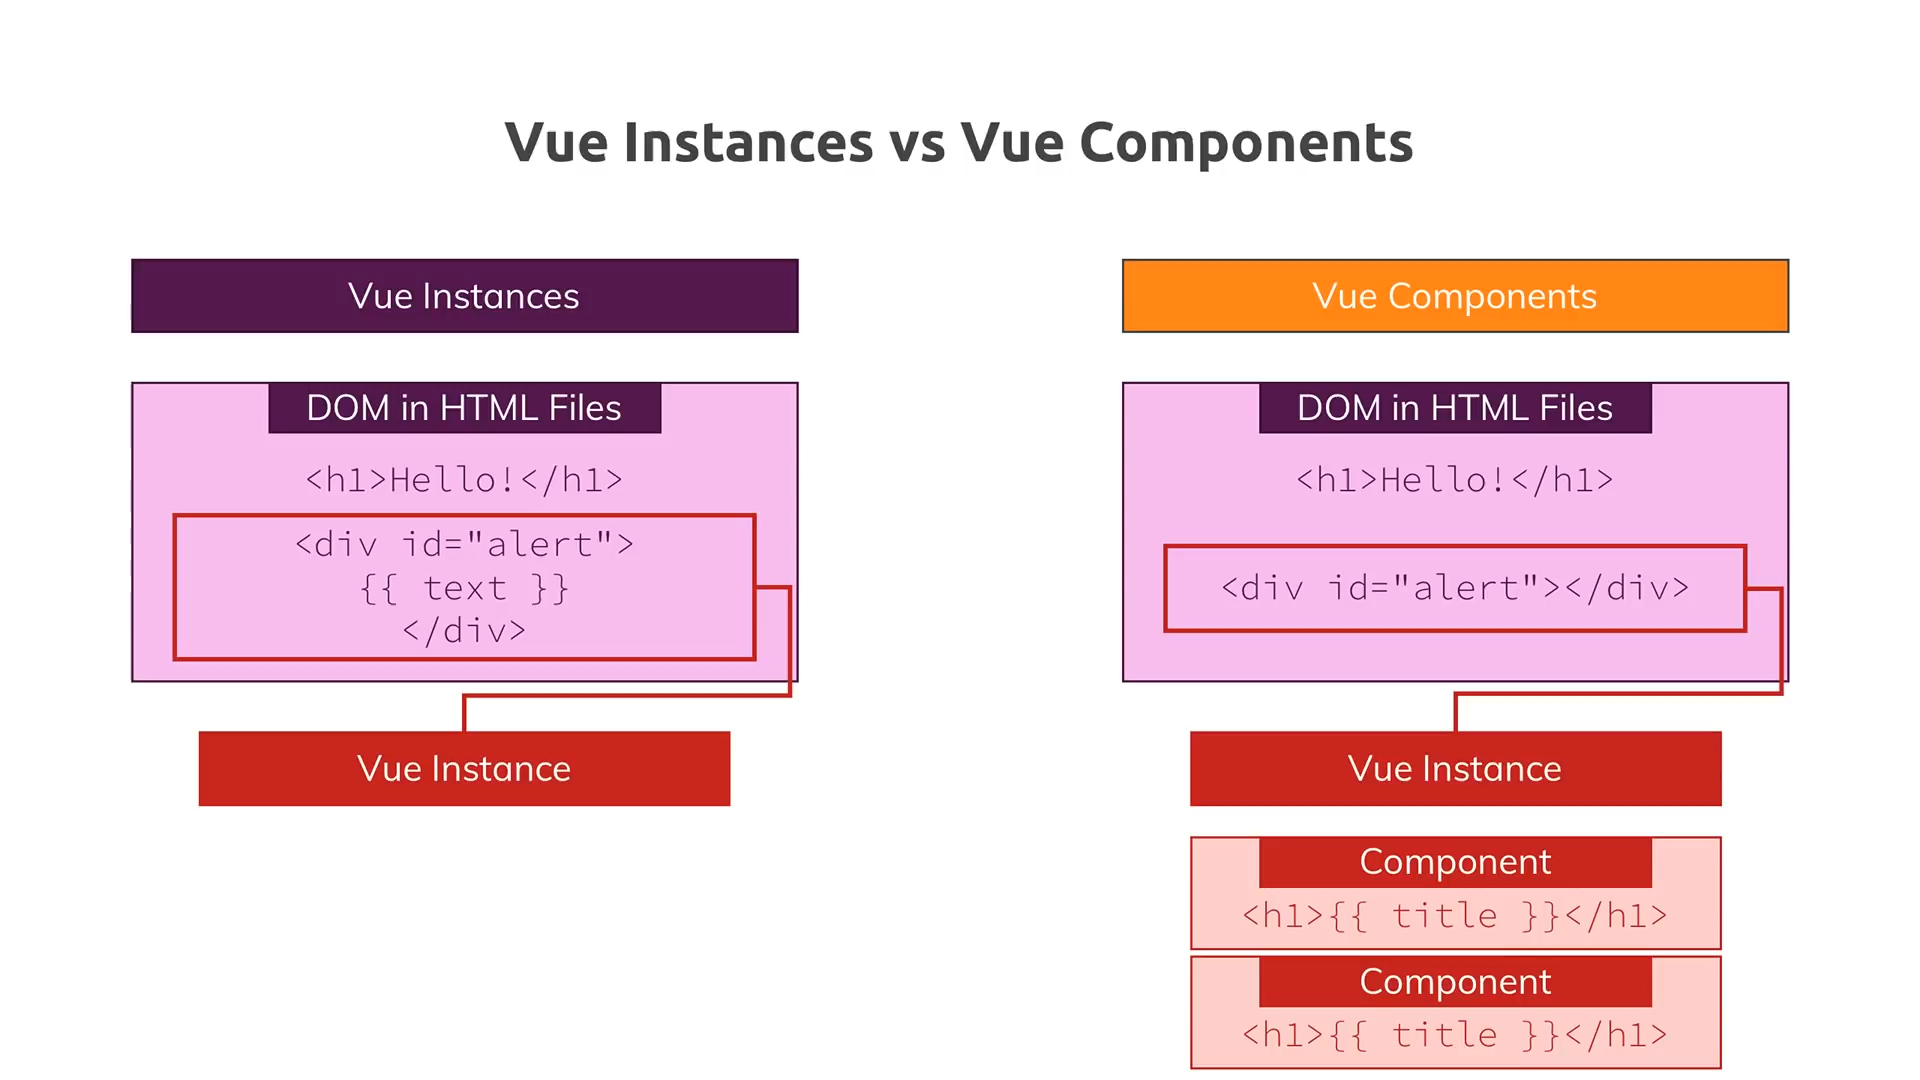 Vue Instances vs Vue Components
Vue Instances
DOM in HTML Files
<h1>Hello!</h1>
<div id="alert">
{{ text }}
</div>
Vue Instance
Vue Components
DOM in HTML Files
<h1>Hello!</h1>
<div id="alert"></div>
Vue Instance
Component
<h1>{{ title }}</h1>
Component
<h1>{{ title }}</h1>